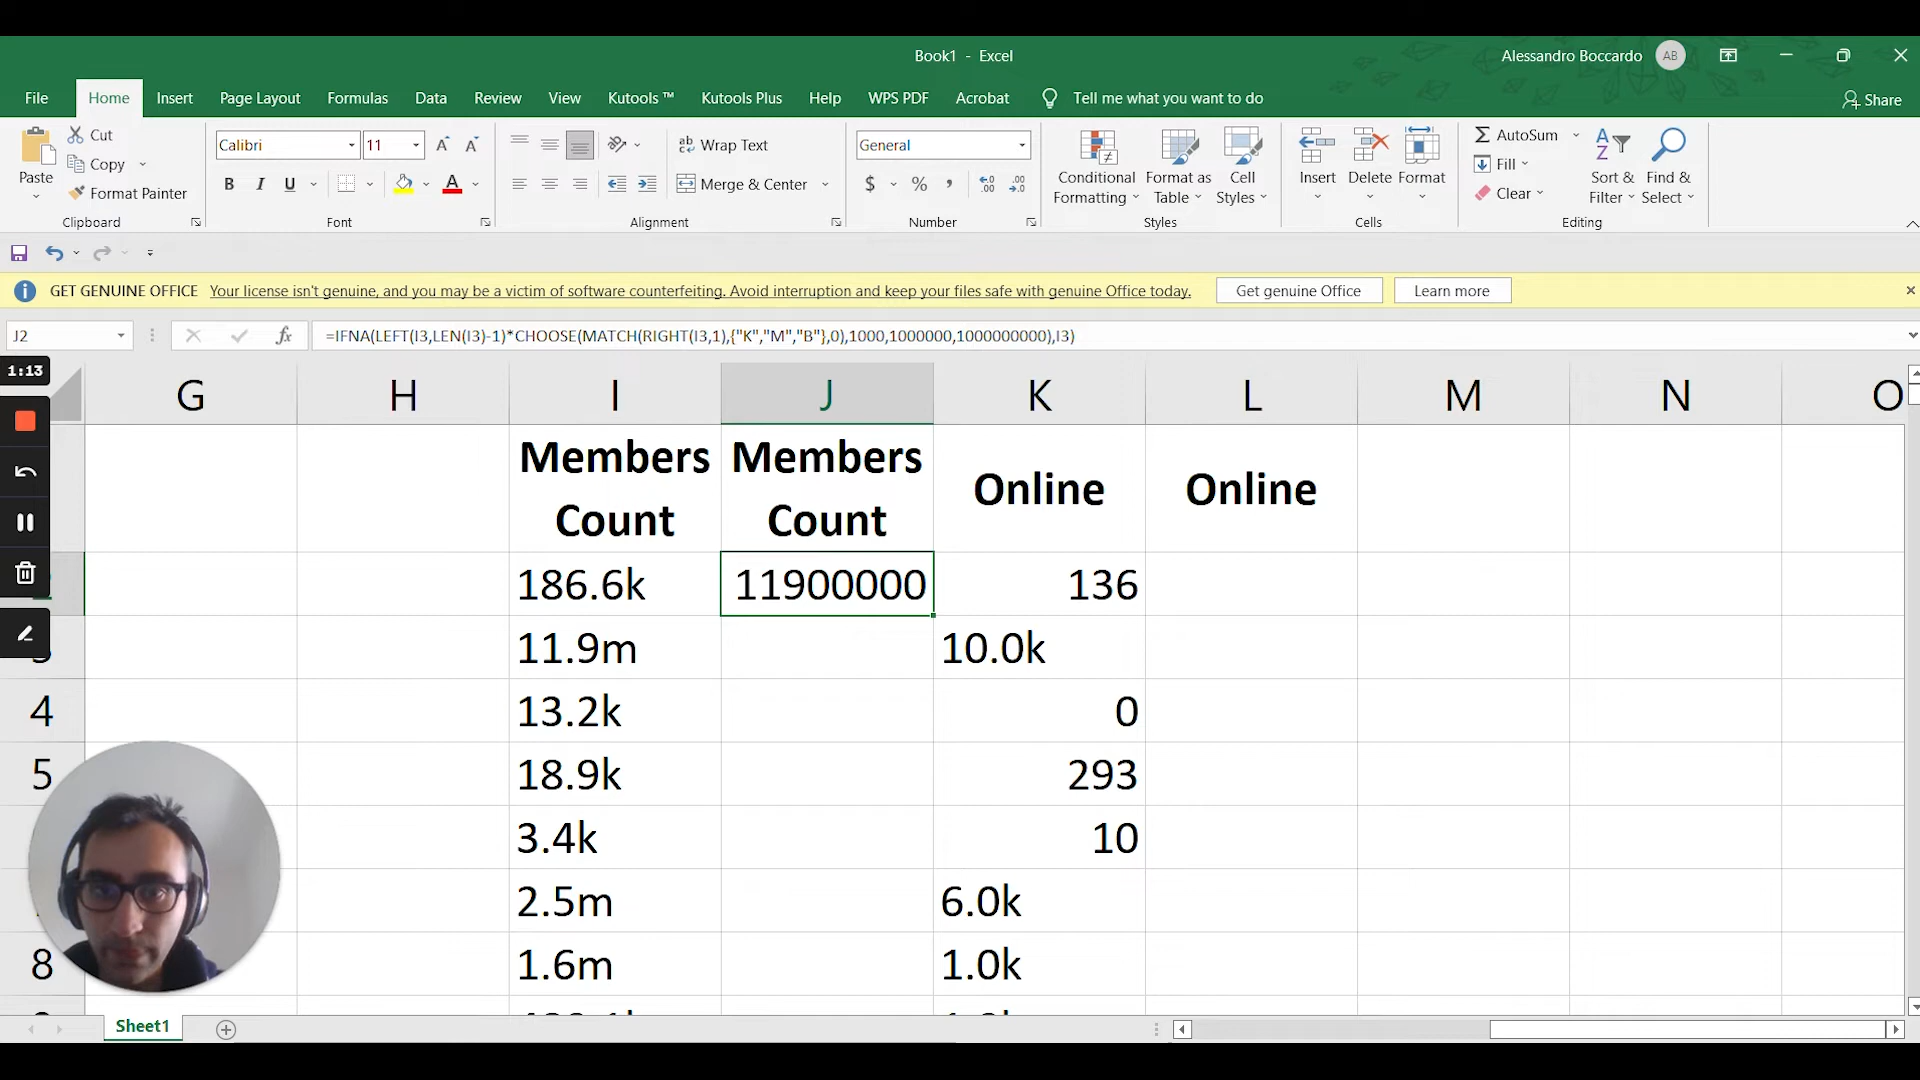 Book1 - Excel
Alessandro Boccardo
AB
File Home Insert Page Layout Formulas Data Review View Kutools ™ Kutools Plus Help WPS PDF Acrobat Tell me what you want to do
Share
Paste
Cut
Copy
Format Painter
Clipboard
Calibri 11
B I U
Font
Wrap Text
Merge & Center
Alignment
General
$ % ,
Number
Conditional Formatting
Format as Table
Cell Styles
Styles
Insert Delete Format
Cells
AutoSum
Fill
Clear
Sort & Filter
Find & Select
Editing
GET GENUINE OFFICE Your license isn't genuine, and you may be a victim of software counterfeiting. Avoid interruption and keep your files safe with genuine Office today. Get genuine Office Learn more
J2 fx =IFNA(LEFT(I3,LEN(I3)-1)*CHOOSE(MATCH(RIGHT(I3,1),{"K","M","B"},0),1000,1000000,1000000000),I3)
1:13
G H I J K L M N O
Members Count Members Count Online Online
186.6k 11900000 136
11.9m 10.0k
4 13.2k 0
5 18.9k 293
3.4k 10
2.5m 6.0k
8 1.6m 1.0k
Sheet1